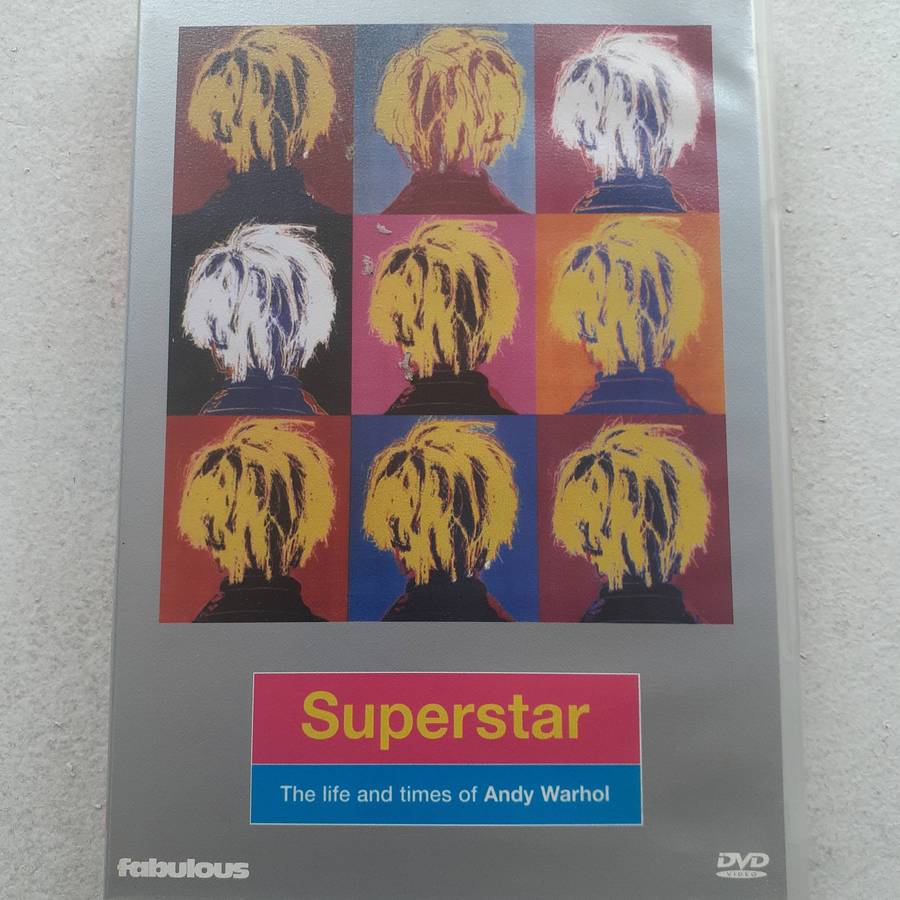 Superstar
The life and times of Andy Warhol
fabulous
DVD
VIDEO